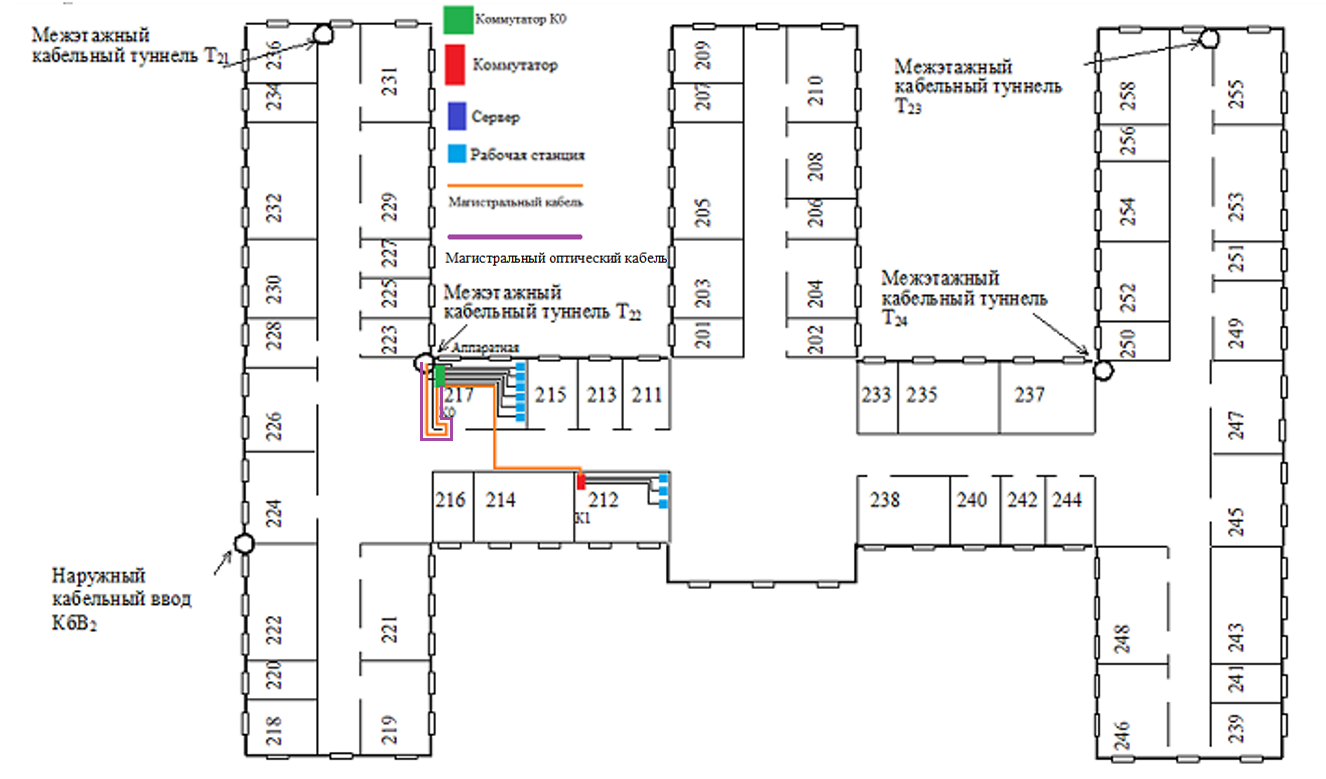 Межэтажный
кабельный туннель Т21
Коммутатор К0
Коммутатор
Сервер
Рабочая станция
Магистральный кабель
Магистральный оптический кабель
Межэтажный
кабельный туннель Т22
Аппаратная
Межэтажный
кабельный туннель
Т23
Межэтажный
кабельный туннель
Т24
Наружный
кабельный ввод
КбВ2
236
234
232
230
228
226
224
222
220
218
231
229
227
225
223
221
219
217
К0
215
213
211
216
214
212
К1
209
207
205
203
201
210
208
206
204
202
233
235
237
238
240
242
244
258
256
254
252
250
248
246
255
253
251
249
247
245
243
241
239